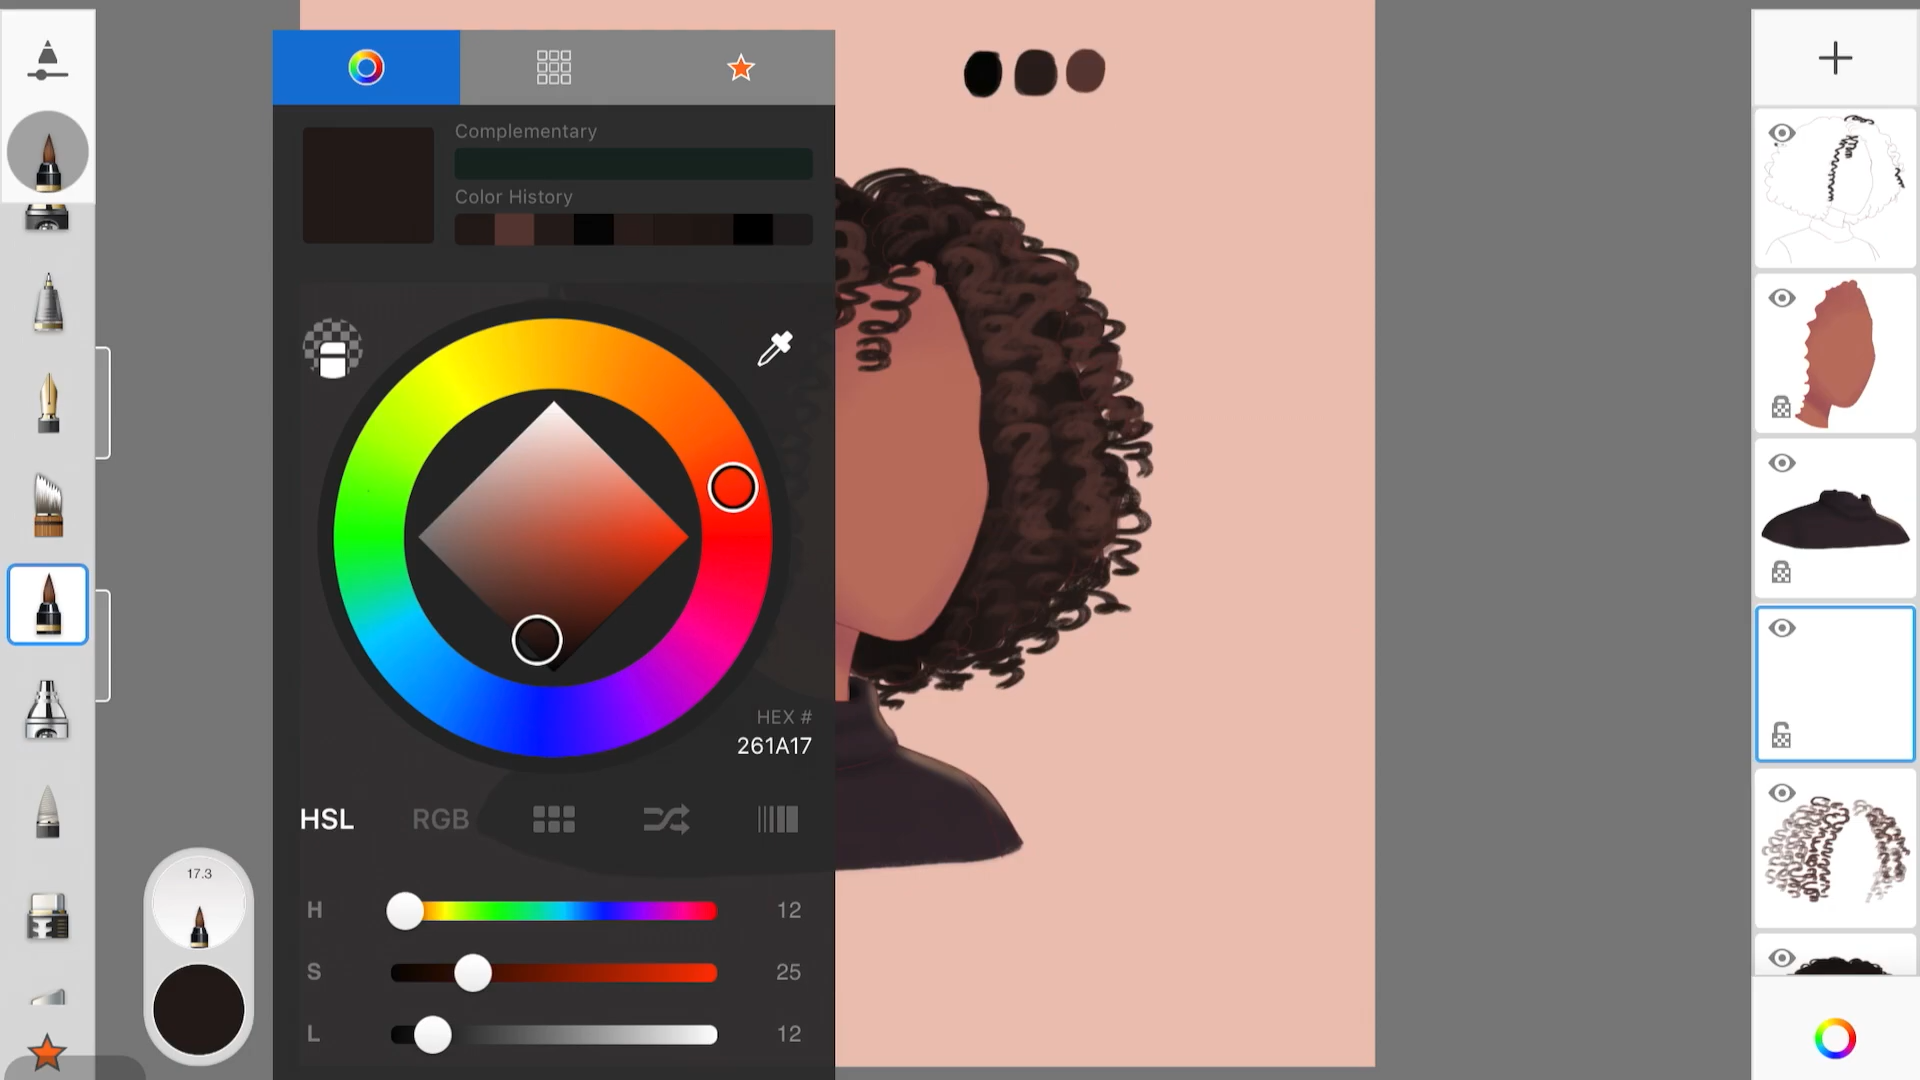 Complementary
Color History
HEX #
261A17
HSL RGB
H 12
S 25
L 12
17.3